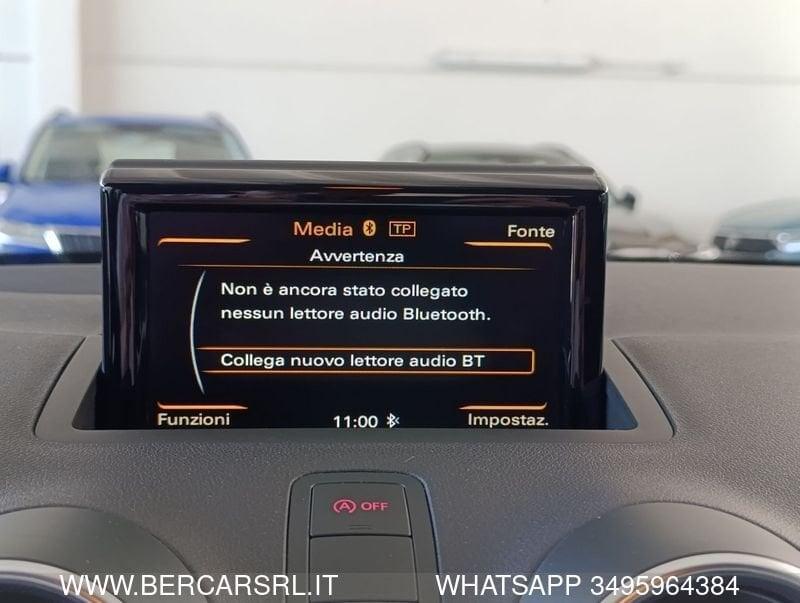 Media TP Fonte
Avvertenza
Non è ancora stato collegato
nessun lettore audio Bluetooth.
Collega nuovo lettore audio BT
Funzioni 11:00 Impostaz.
A OFF
WWW.BERCARSRL.IT WHATSAPP 3495964384